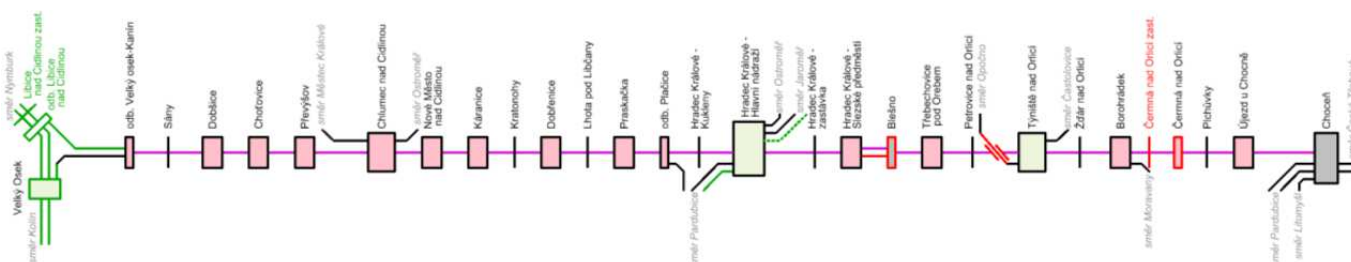 směr Nymburk
Libice
nad Cidlinou zast.
odb. Libice
nad Cidlinou
Velký Osek
směr Kolín
odb. Velký osek-Kanín
Sány
Dobšice
Choťovice
Převýšov
směr Městec Králové
Chlumec nad Cidlinou
směr Ostroměř
Nové Město
nad Cidlinou
Káranice
Kratonohy
Dobřenice
Lhota pod Libčany
Praskačka
odb. Plačice
Hradec Králové -
Kukleny
směr Pardubice
Hradec Králové -
Hlavní nádraží
směr Ostroměř
směr Jaroměř
Hradec Králové -
zastávka
Hradec Králové -
Slezské předměstí
Blešno
Třebechovice
pod Orebem
Petrovice nad Orlicí
směr Opočno
Týniště nad Orlicí
směr Častolovice
Žďár nad Orlicí
Borohrádek
směr Moravany
Čermná nad Orlicí zast.
Čermná nad Orlicí
Plchůvky
Újezd u Chocně
směr Pardubice
směr Litomyšl
Choceň